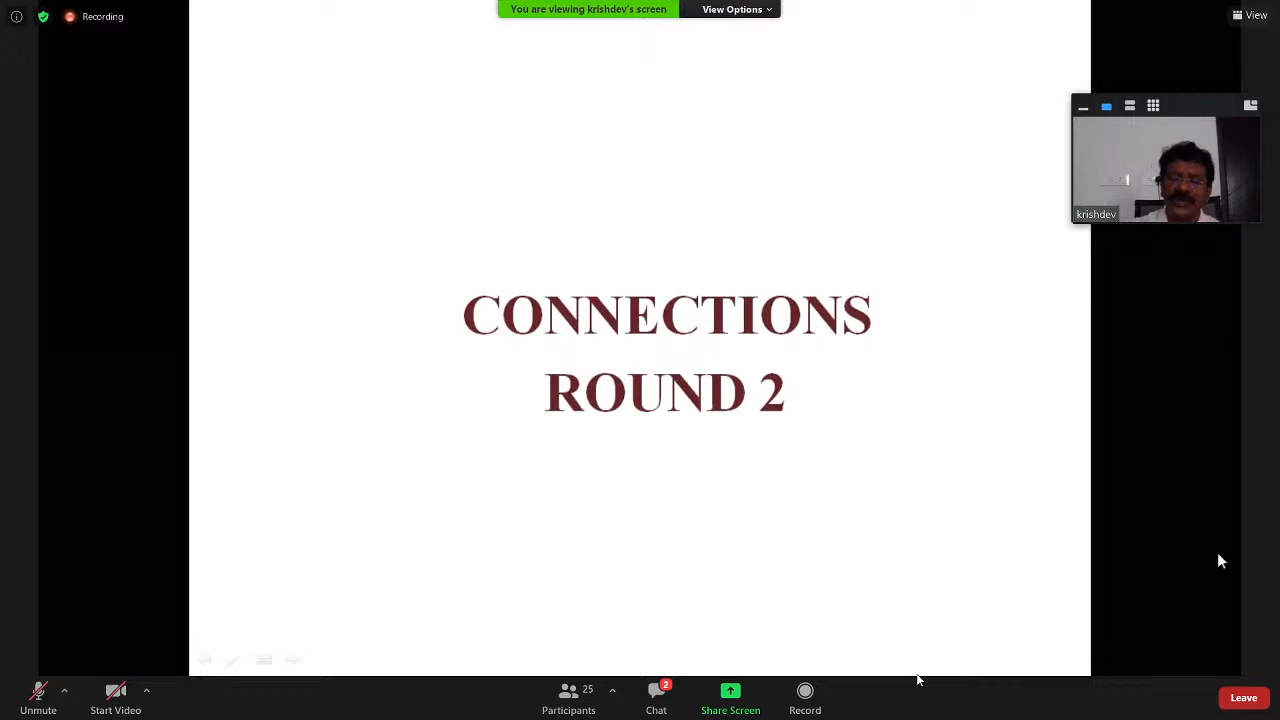 Recording
You are viewing krishdev's screen
View Options
View
krishdev
CONNECTIONS
ROUND 2
Unmute
Start Video
25
Participants
2
Chat
Share Screen
Record
Leave